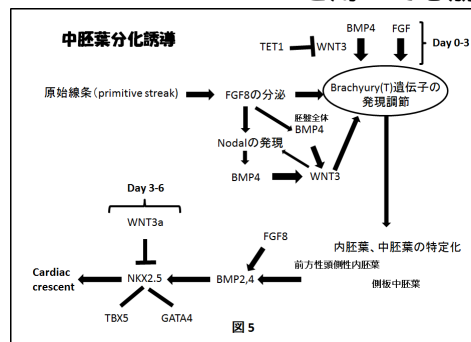 中胚葉分化誘導
BMP4
FGF
Day 0-3
TET1
WNT3
原始線条(primitive streak)
FGF8の分泌
Brachyury(T)遺伝子の
発現調節
胚盤全体
BMP4
Nodalの発現
BMP4
WNT3
Day 3-6
WNT3a
FGF8
内胚葉、中胚葉の特定化
前方性頭側性内胚葉
側板中胚葉
Cardiac
crescent
NKX2.5
BMP2,4
TBX5
GATA4
図5